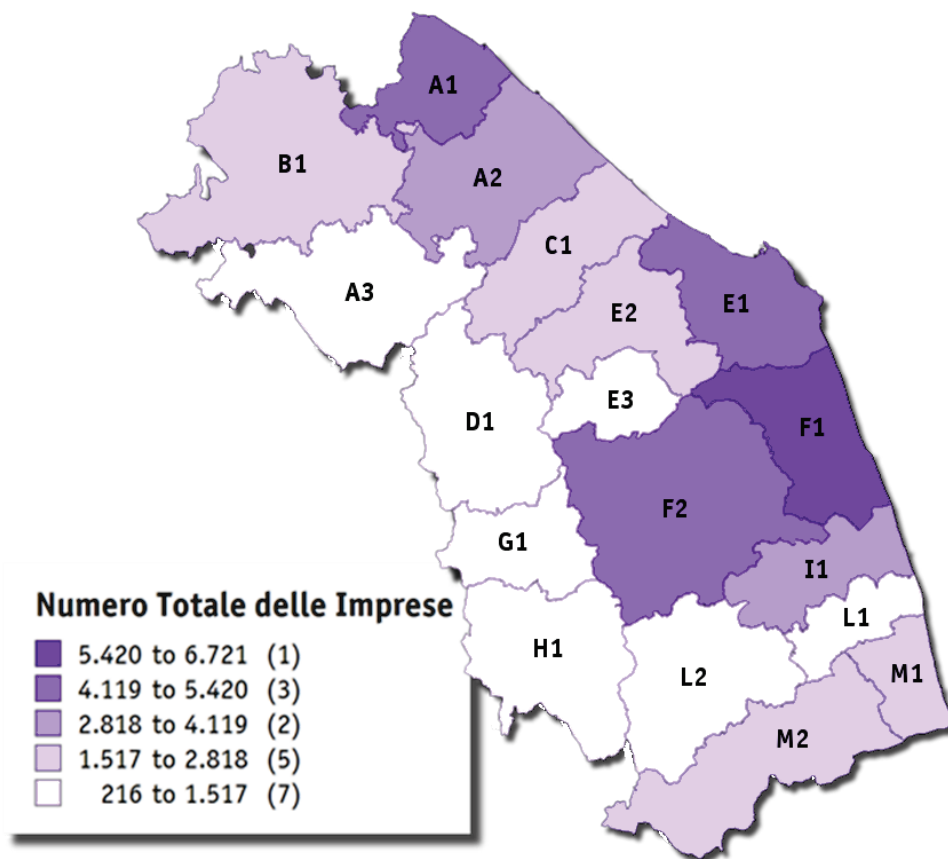 A1
B1
A2
C1
A3
E1
E2
E3
D1
F1
F2
G1
I1
L1
H1
L2
M1
M2
Numero Totale delle Imprese
5.420 to 6.721 (1)
4.119 to 5.420 (3)
2.818 to 4.119 (2)
1.517 to 2.818 (5)
216 to 1.517 (7)